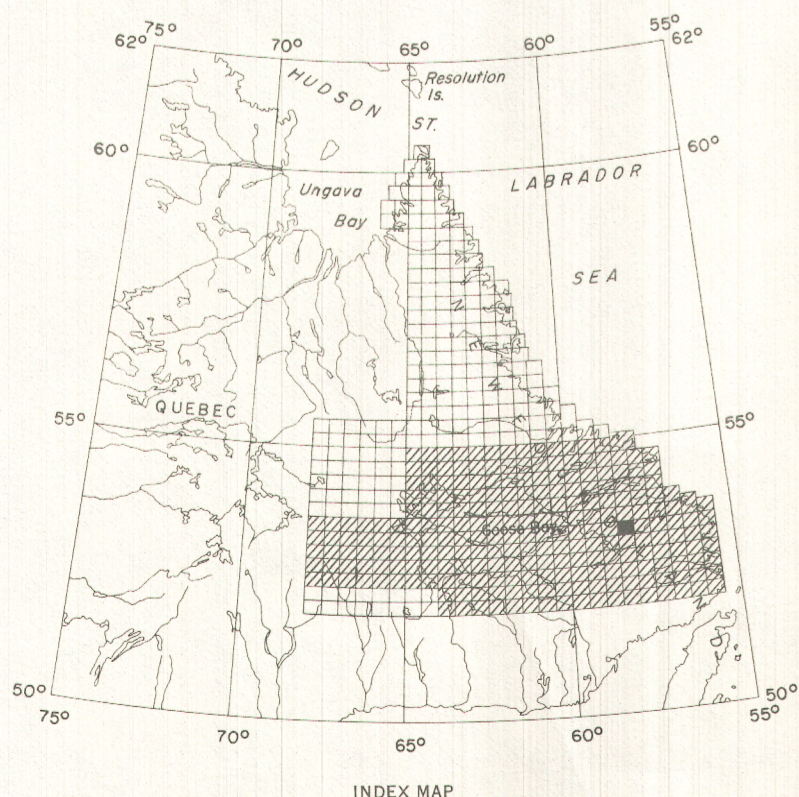 75°
70°
65°
60°
55°
62°
62°
HUDSON
Resolution
Is.
ST.
60°
60°
LABRADOR
Ungava
Bay
SEA
N
E
W
F
QUEBEC
55°
55°
Goose Bay
50°
50°
75°
70°
65°
60°
55°
INDEX MAP